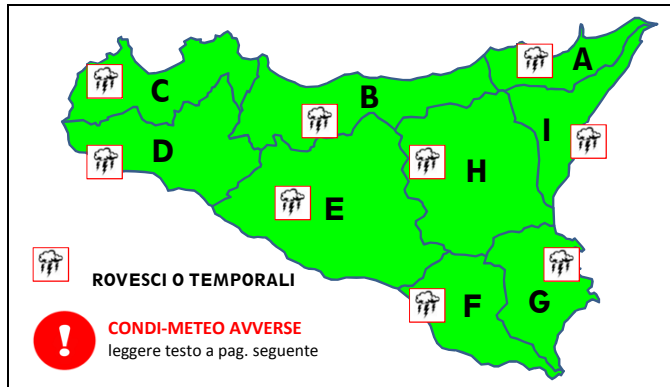 A
B
C
I
D
H
E
ROVESCI O TEMPORALI
F
G
CONDI-METEO AVVERSE
leggere testo a pag. seguente